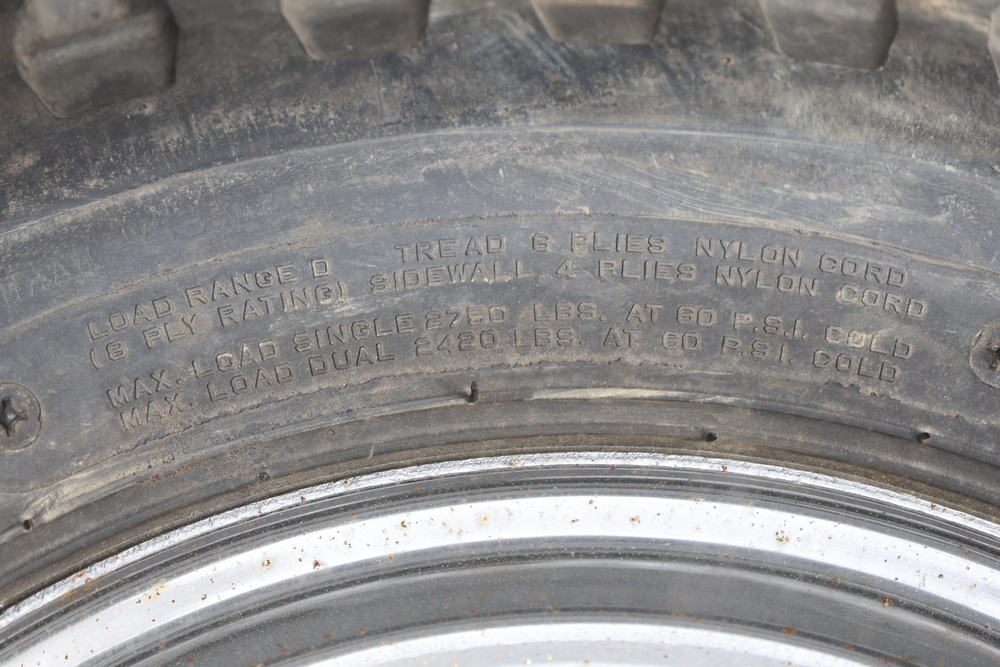 LOAD RANGE D TREAD 6 PLIES NYLON CORD
(8 PLY RATING) SIDEWALL 4 PLIES NYLON CORD
MAX. LOAD SINGLE 2750 LBS. AT 60 P.S.I. COLD
MAX. LOAD DUAL 2420 LBS. AT 60 P.S.I. COLD